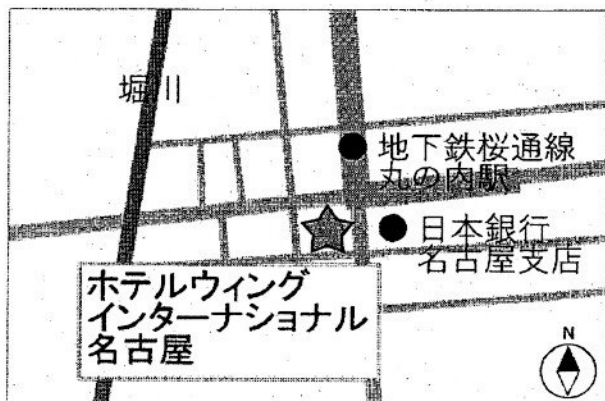 堀川
地下鉄桜通線
丸の内駅
日本銀行
名古屋支店
ホテルウィング
インターナショナル
名古屋
N